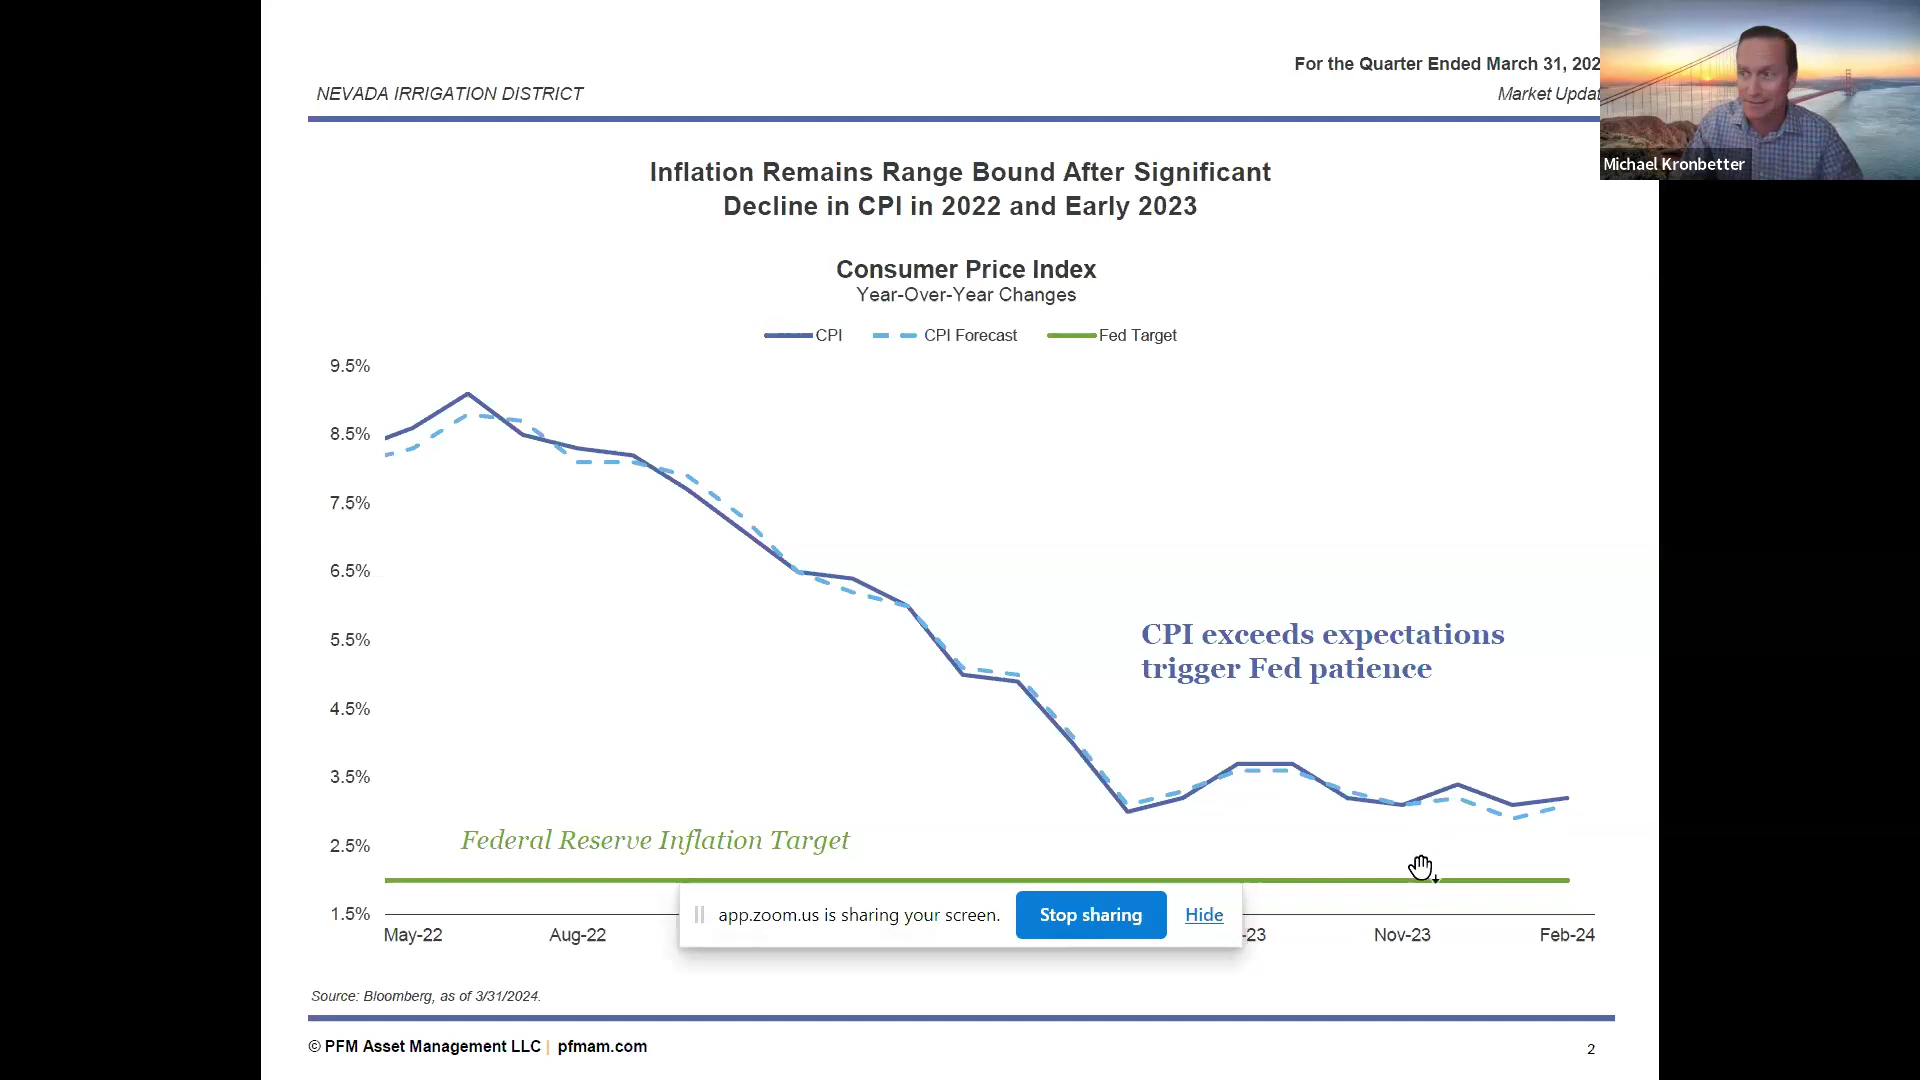 For the Quarter Ended March 31, 202
NEVADA IRRIGATION DISTRICT
Market Updat
Michael Kronbetter
Inflation Remains Range Bound After Significant
Decline in CPI in 2022 and Early 2023
Consumer Price Index
Year-Over-Year Changes
CPI CPI Forecast Fed Target
9.5%
8.5%
7.5%
6.5%
5.5%
4.5%
3.5%
2.5%
1.5%
CPI exceeds expectations
trigger Fed patience
Federal Reserve Inflation Target
app.zoom.us is sharing your screen. Stop sharing Hide
May-22 Aug-22 -23 Nov-23 Feb-24
Source: Bloomberg, as of 3/31/2024.
© PFM Asset Management LLC | pfmam.com
2